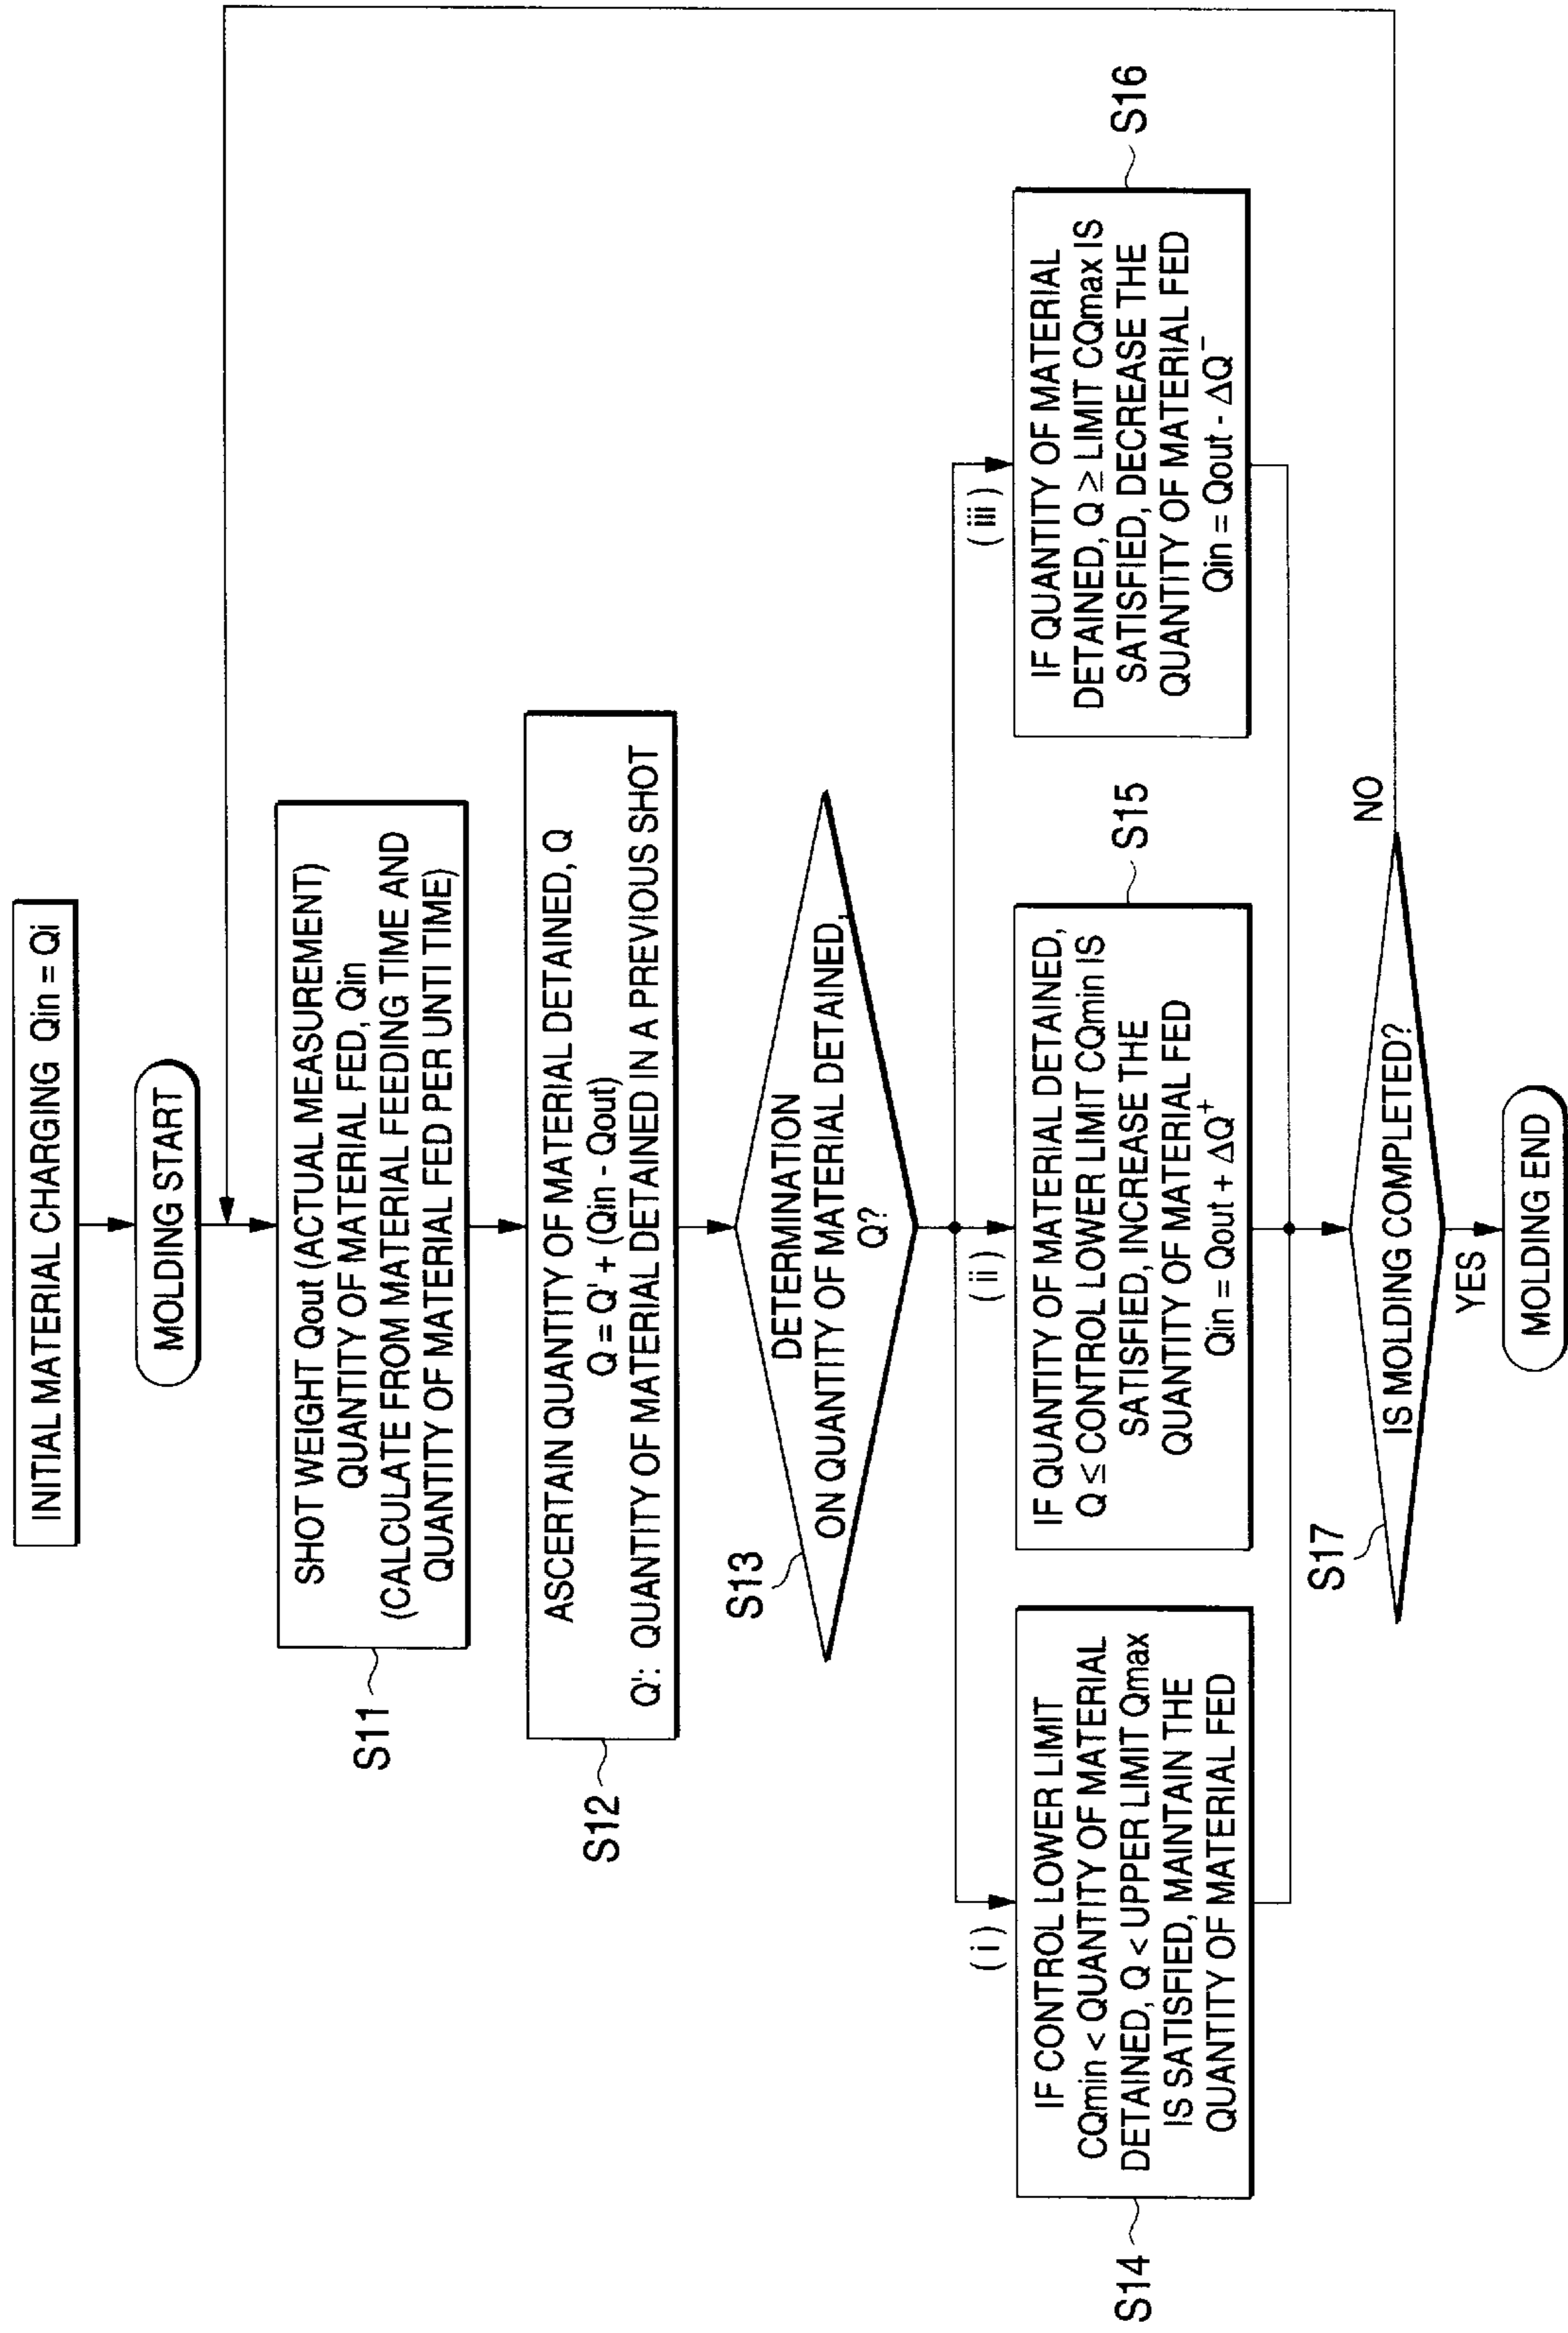 INITIAL MATERIAL CHARGING Qin = Qi
MOLDING START
SHOT WEIGHT Qout (ACTUAL MEASUREMENT)
QUANTITY OF MATERIAL FED, Qin
(CALCULATE FROM MATERIAL FEEDING TIME AND
QUANTITY OF MATERIAL FED PER UNTI TIME)
S11
ASCERTAIN QUANTITY OF MATERIAL DETAINED, Q
Q = Q' + (Qin - Qout)
Q': QUANTITY OF MATERIAL DETAINED IN A PREVIOUS SHOT
S12
S13
DETERMINATION
ON QUANTITY OF MATERIAL DETAINED,
Q?
(i)
IF CONTROL LOWER LIMIT
CQmin < QUANTITY OF MATERIAL
DETAINED, Q < UPPER LIMIT Qmax
IS SATISFIED, MAINTAIN THE
QUANTITY OF MATERIAL FED
S14
(ii)
IF QUANTITY OF MATERIAL DETAINED,
Q ≤ CONTROL LOWER LIMIT CQmin IS
SATISFIED, INCREASE THE
QUANTITY OF MATERIAL FED
Qin = Qout + ΔQ⁺
S15
(iii)
IF QUANTITY OF MATERIAL
DETAINED, Q ≥ LIMIT CQmax IS
SATISFIED, DECREASE THE
QUANTITY OF MATERIAL FED
Qin = Qout - ΔQ⁻
S16
S17
IS MOLDING COMPLETED?
NO
YES
MOLDING END